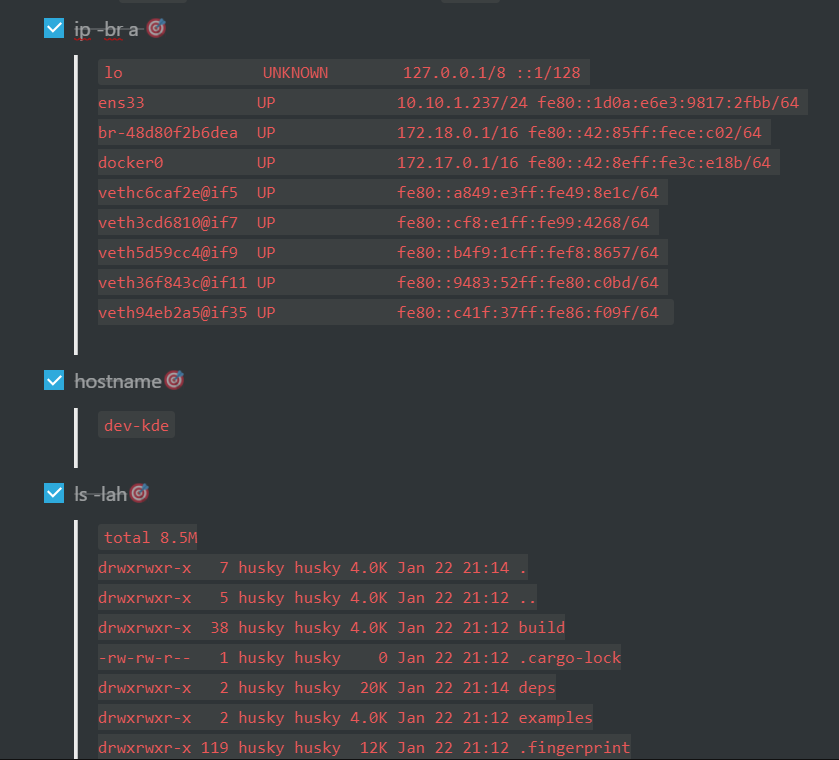 ip -br a
lo UNKNOWN 127.0.0.1/8 ::1/128
ens33 UP 10.10.1.237/24 fe80::1d0a:e6e3:9817:2fbb/64
br-48d80f2b6dea UP 172.18.0.1/16 fe80::42:85ff:fece:c02/64
docker0 UP 172.17.0.1/16 fe80::42:8eff:fe3c:e18b/64
vethc6caf2e@if5 UP fe80::a849:e3ff:fe49:8e1c/64
veth3cd6810@if7 UP fe80::cf8:e1ff:fe99:4268/64
veth5d59cc4@if9 UP fe80::b4f9:1cff:fef8:8657/64
veth36f843c@if11 UP fe80::9483:52ff:fe80:c0bd/64
veth94eb2a5@if35 UP fe80::c41f:37ff:fe86:f09f/64
hostname
dev-kde
ls -lah
total 8.5M
drwxrwxr-x 7 husky husky 4.0K Jan 22 21:14 .
drwxrwxr-x 5 husky husky 4.0K Jan 22 21:12 ..
drwxrwxr-x 38 husky husky 4.0K Jan 22 21:12 build
-rw-rw-r-- 1 husky husky 0 Jan 22 21:12 .cargo-lock
drwxrwxr-x 2 husky husky 20K Jan 22 21:14 deps
drwxrwxr-x 2 husky husky 4.0K Jan 22 21:12 examples
drwxrwxr-x 119 husky husky 12K Jan 22 21:12 .fingerprint